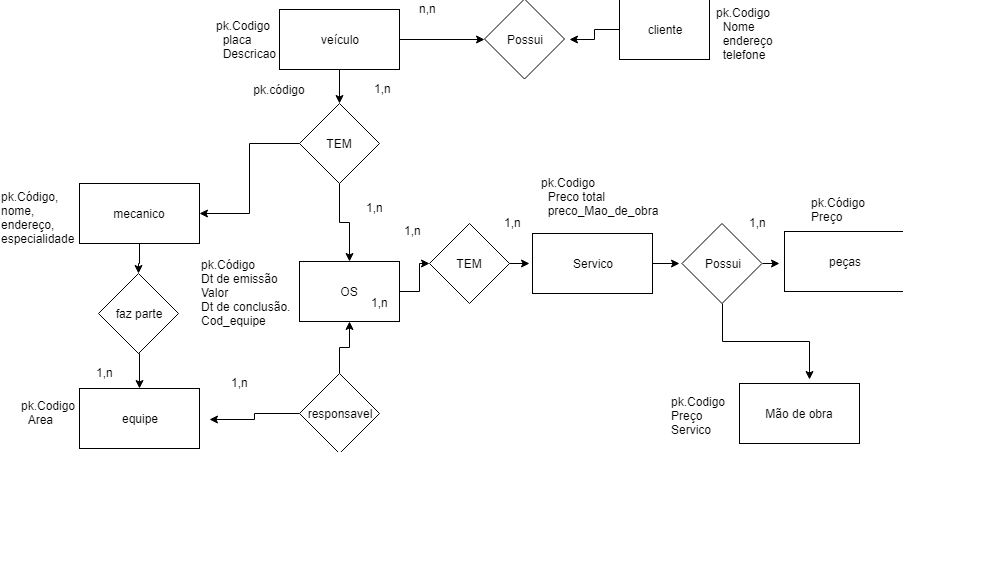 n,n
pk.Codigo
placa
Descricao
veículo
Possui
cliente
pk.Codigo
Nome
endereço
telefone
pk.código
1,n
TEM
pk.Código,
nome,
endereço,
especialidade
mecanico
1,n
pk.Codigo
Preco total
preco_Mao_de_obra
pk.Código
Preço
1,n
1,n
1,n
pk.Código
Dt de emissão
Valor
Dt de conclusão.
Cod_equipe
OS
1,n
TEM
Servico
Possui
peças
faz parte
1,n
1,n
pk.Codigo
Area
equipe
responsavel
pk.Codigo
Preço
Servico
Mão de obra